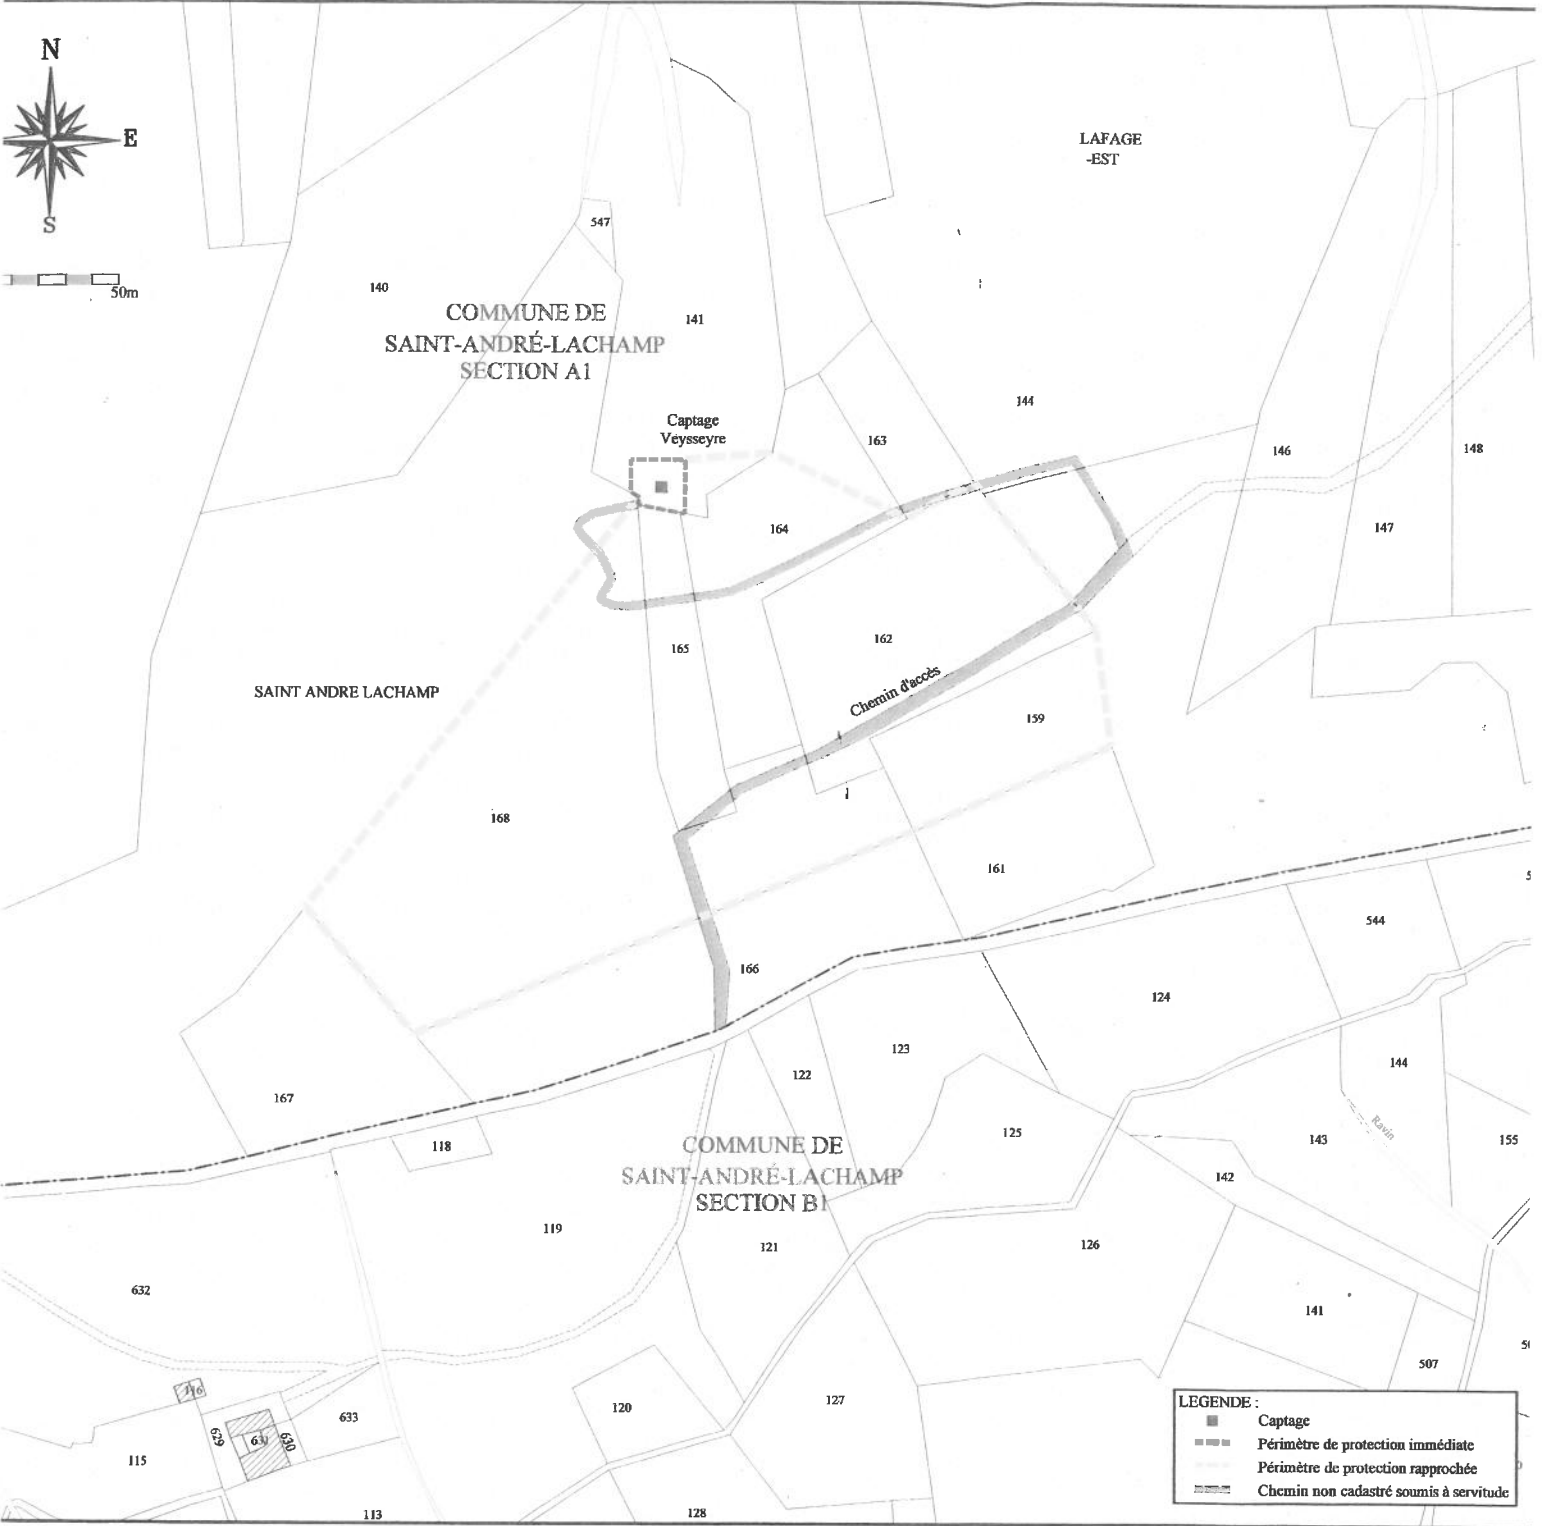 N
E
S
50m
LAFAGE
-EST
547
140
COMMUNE DE
SAINT-ANDRÉ-LACHAMP
SECTION A1
141
144
Captage
Veysseyre
163
146
148
147
164
162
165
SAINT ANDRE LACHAMP
Chemin d'accès
159
168
161
544
166
124
123
122
144
167
118
125
Ravin
143
155
COMMUNE DE
SAINT-ANDRÉ-LACHAMP
SECTION B1
142
119
121
126
632
141
507
116
120
127
633
629
631
630
115
113
128
LEGENDE :
Captage
Périmètre de protection immédiate
Périmètre de protection rapprochée
Chemin non cadastré soumis à servitude